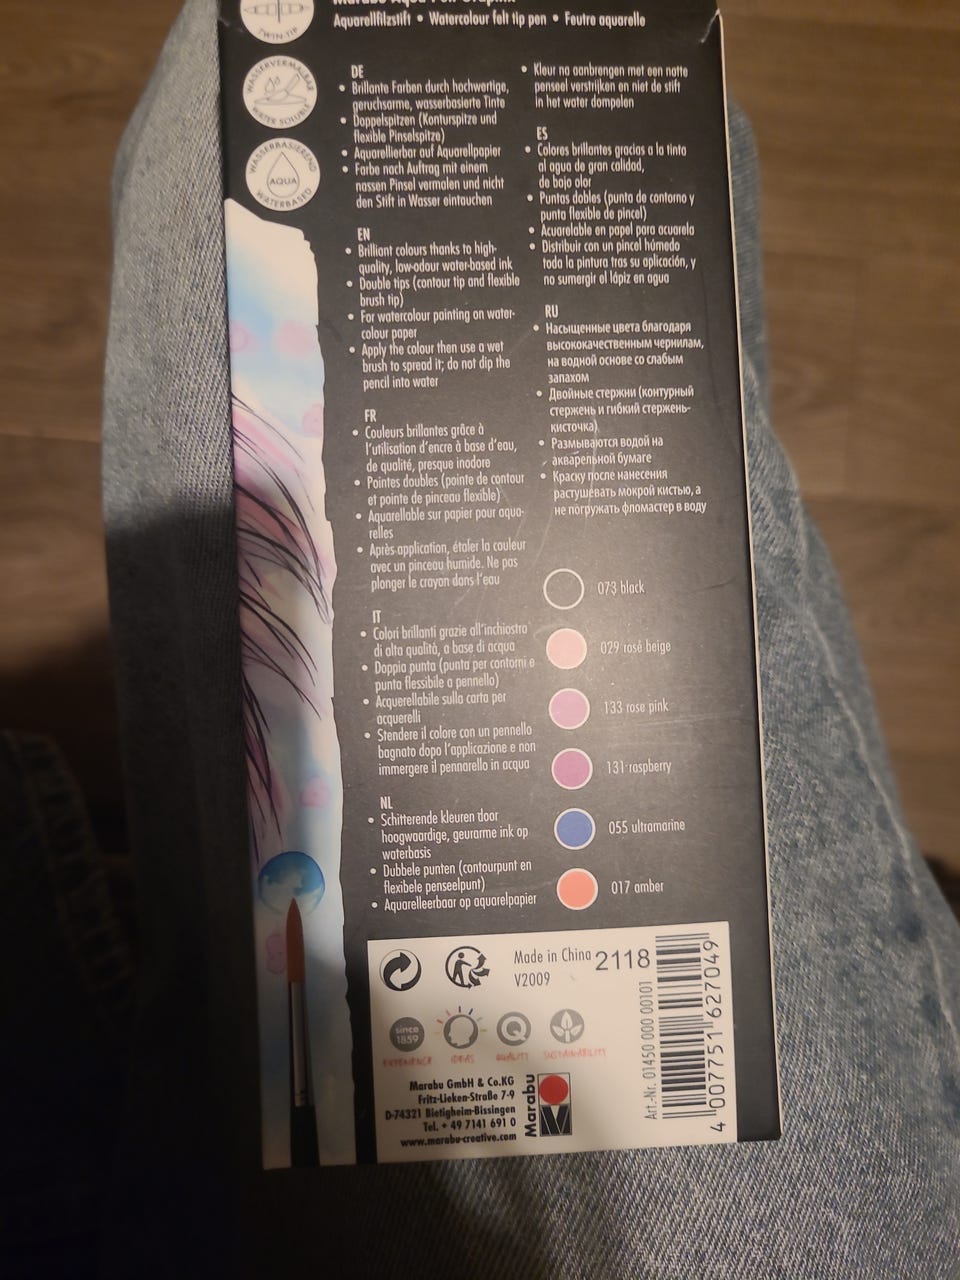 Marabu Aqua Pen Graphix
Aquarellfilzstift • Watercolour felt tip pen • Feutre aquarelle
TWIN-TIP
WASSERVERMALBAR
WATER SOLUBLE
WASSERBASIEREND
AQUA
WATERBASED
DE
• Brillante Farben durch hochwertige,
geruchsarme, wasserbasierte Tinte
• Doppelspitzen (Konturspitze und
flexible Pinselspitze)
• Aquarellierbar auf Aquarellpapier
• Farbe nach Auftrag mit einem
nassen Pinsel vermalen und nicht
den Stift in Wasser eintauchen
EN
• Brilliant colours thanks to high-
quality, low-odour water-based ink
• Double tips (contour tip and flexible
brush tip)
• For watercolour painting on water-
colour paper
• Apply the colour then use a wet
brush to spread it; do not dip the
pencil into water
FR
• Couleurs brillantes grâce à
l'utilisation d'encre à base d'eau,
de qualité, presque inodore
• Pointes doubles (pointe de contour
et pointe de pinceau flexible)
• Aquarellable sur papier pour aqua-
relles
• Après application, étaler la couleur
avec un pinceau humide. Ne pas
plonger le crayon dans l'eau
IT
• Colori brillanti grazie all'inchiostro
di alta qualità, a base di acqua
• Doppia punta (punta per contorni e
punta flessibile a pennello)
• Acquerellabile sulla carta per
acquerelli
• Stendere il colore con un pennello
bagnato dopo l'applicazione e non
immergere il pennarello in acqua
NL
• Schitterende kleuren door
hoogwaardige, geurarme ink op
waterbasis
• Dubbele punten (contourpunt en
flexibele penseelpunt)
• Aquarelleerbaar op aquarelpapier
• Kleur na aanbrengen met een natte
penseel verstrijken en niet de stift
in het water dompelen
ES
• Colores brillantes gracias a la tinta
al agua de gran calidad,
de bajo olor
• Puntas dobles (punta de contorno y
punta flexible de pincel)
• Acuarelable en papel para acuarela
• Distribuir con un pincel húmedo
toda la pintura tras su aplicación, y
no sumergir el lápiz en agua
RU
• Насыщенные цвета благодаря
высококачественным чернилам,
на водной основе со слабым
запахом
• Двойные стержни (контурный
стержень и гибкий стержень-
кисточка)
• Размываются водой на
акварельной бумаге
• Краску после нанесения
растушёвать мокрой кистью, а
не погружать фломастер в воду
073 black
029 rosé beige
133 rose pink
131 raspberry
055 ultramarine
017 amber
Made in China 2118
V2009
since
1859
EXPERIENCE
IDEAS
QUALITY
SUSTAINABILITY
Marabu GmbH & Co.KG
Fritz-Lieken-Straße 7-9
D-74321 Bietigheim-Bissingen
Tel. + 49 7141 691 0
www.marabu-creative.com
Marabu
Art.-Nr. 01450 000 00101
4 007751 627049